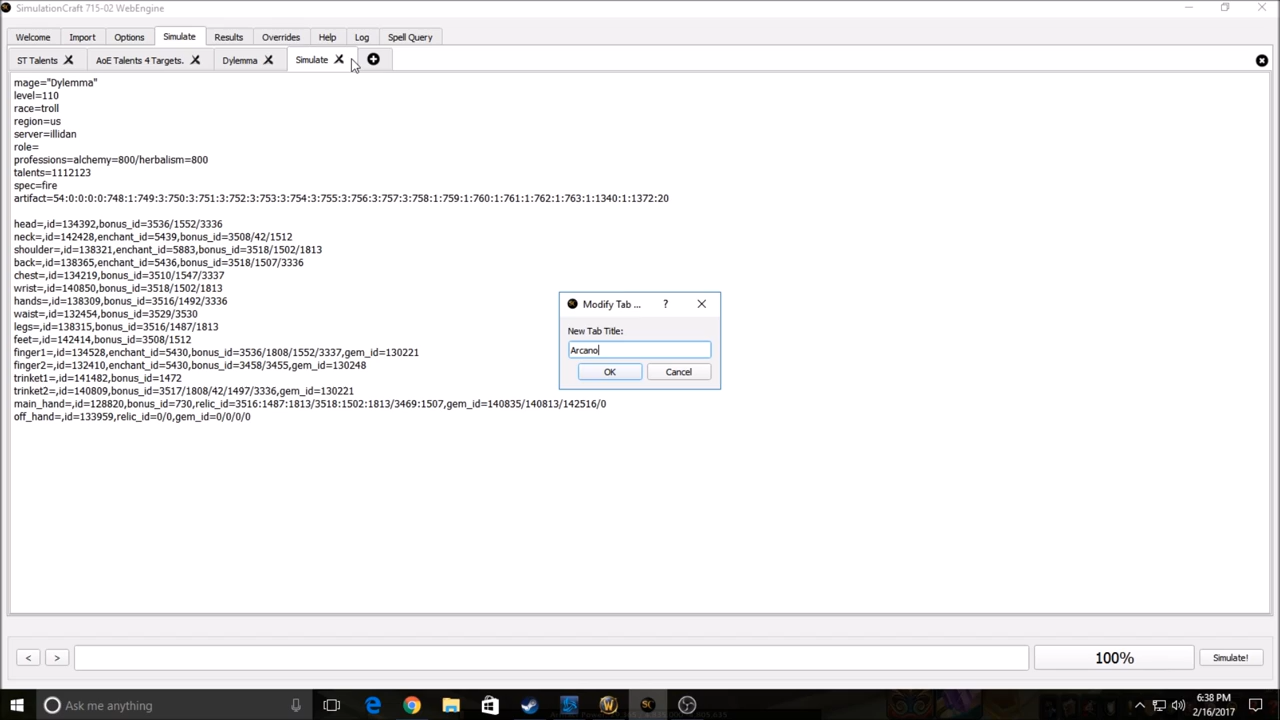 SimulationCraft 715-02 WebEngine
Welcome Import Options Simulate Results Overrides Help Log Spell Query
ST Talents AoE Talents 4 Targets. Dylemma Simulate
mage="Dylemma"
level=110
race=troll
region=us
server=illidan
role=
professions=alchemy=800/herbalism=800
talents=1112123
spec=fire
artifact=54:0:0:0:0:748:1:749:3:750:3:751:3:752:3:753:3:754:3:755:3:756:3:757:3:758:1:759:1:760:1:761:1:762:1:763:1:1340:1:1372:20
head=,id=134392,bonus_id=3536/1552/3336
neck=,id=142428,enchant_id=5439,bonus_id=3508/42/1512
shoulder=,id=138321,enchant_id=5883,bonus_id=3518/1502/1813
back=,id=138365,enchant_id=5436,bonus_id=3518/1507/3336
chest=,id=134219,bonus_id=3510/1547/3337
wrist=,id=140850,bonus_id=3518/1502/1813
hands=,id=138309,bonus_id=3516/1492/3336
waist=,id=132454,bonus_id=3529/3530
legs=,id=138315,bonus_id=3516/1487/1813
feet=,id=142414,bonus_id=3508/1512
finger1=,id=134528,enchant_id=5430,bonus_id=3536/1808/1552/3337,gem_id=130221
finger2=,id=132410,enchant_id=5430,bonus_id=3458/3455,gem_id=130248
trinket1=,id=141482,bonus_id=1472
trinket2=,id=140809,bonus_id=3517/1808/42/1497/3336,gem_id=130221
main_hand=,id=128820,bonus_id=730,relic_id=3516:1487:1813/3518:1502:1813/3469:1507,gem_id=140835/140813/142516/0
off_hand=,id=133959,relic_id=0/0,gem_id=0/0/0/0
Modify Tab ... ?
New Tab Title:
Arcano
OK Cancel
< > 100% Simulate!
Ask me anything
6:38 PM
2/16/2017